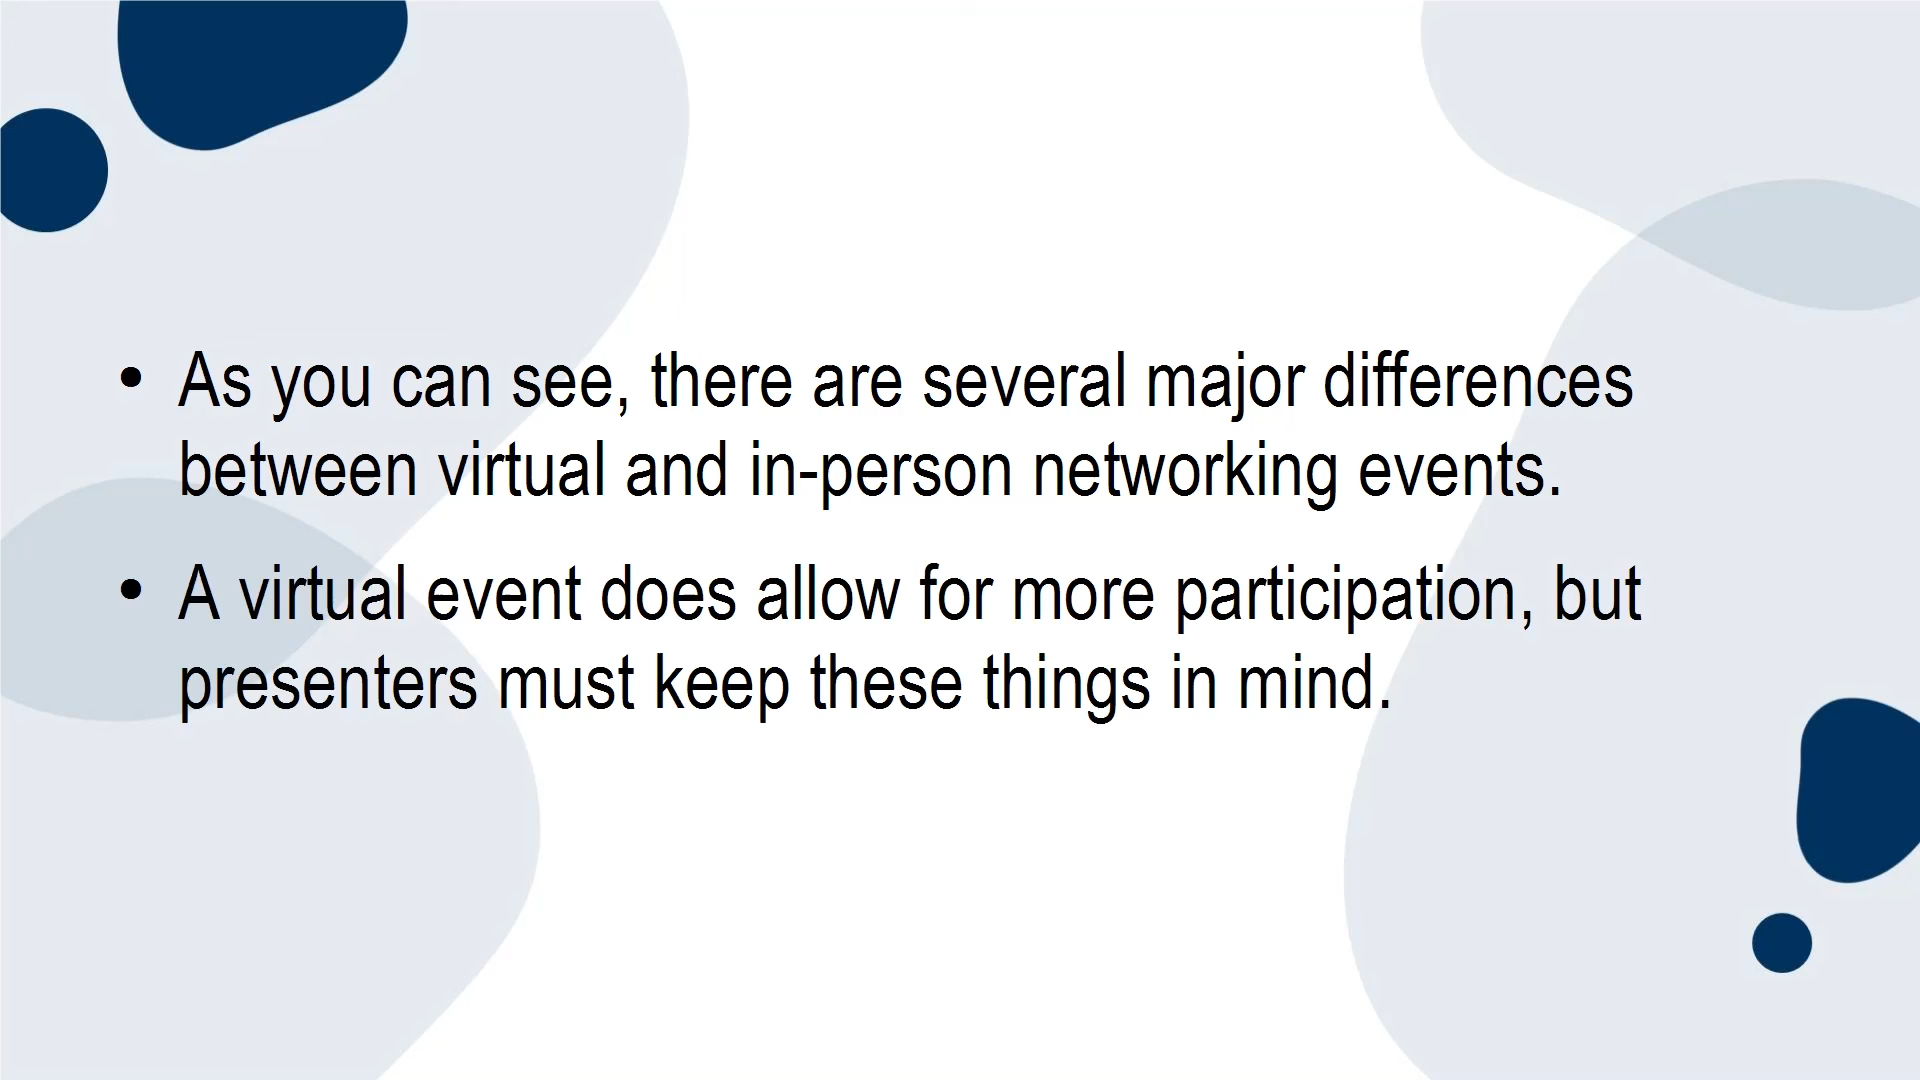 • As you can see, there are several major differences
between virtual and in-person networking events.
• A virtual event does allow for more participation, but
presenters must keep these things in mind.